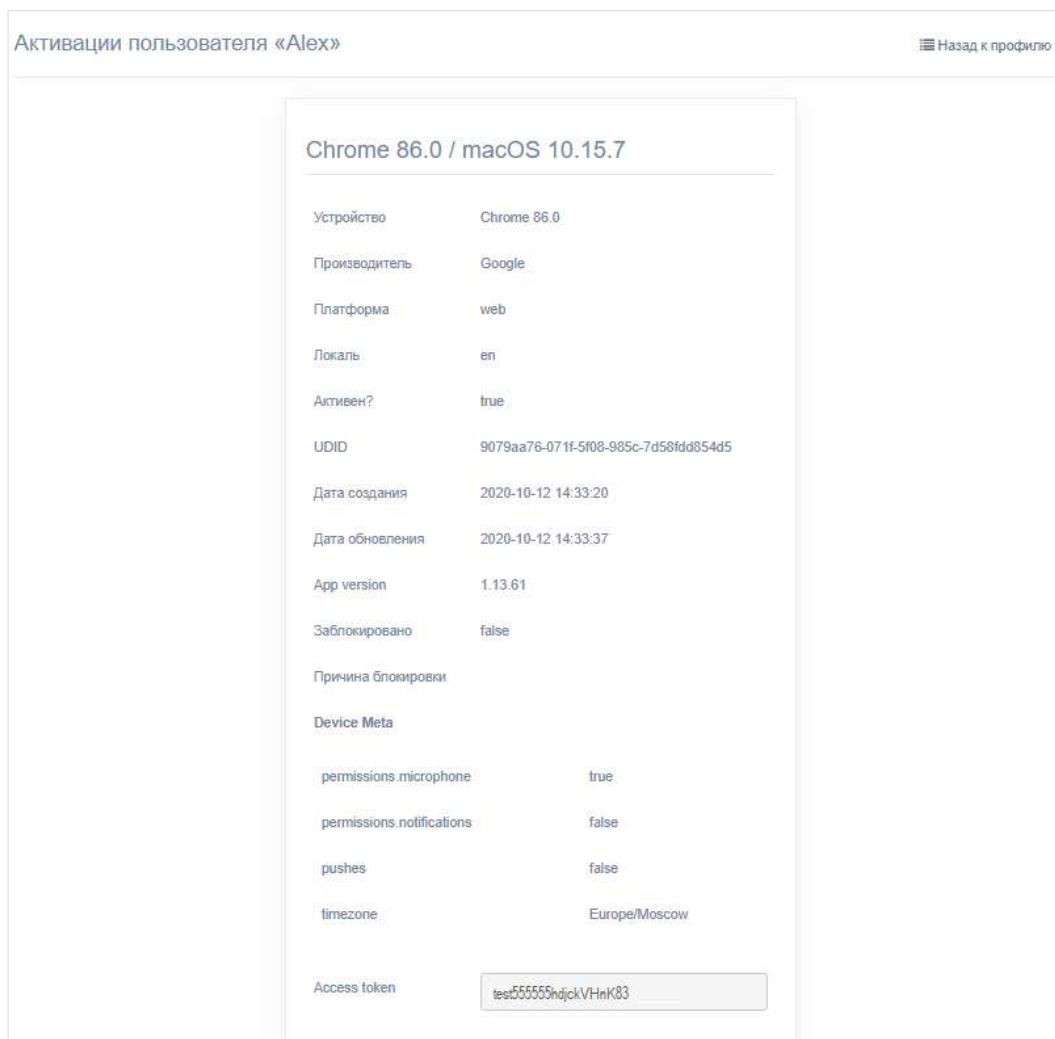 Активации пользователя «Alex»
Назад к профилю
Chrome 86.0 / macOS 10.15.7
Устройство Chrome 86.0
Производитель Google
Платформа web
Локаль en
Активен? true
UDID 9079aa76-071f-5f08-985c-7d58fdd854d5
Дата создания 2020-10-12 14:33:20
Дата обновления 2020-10-12 14:33:37
App version 1.13.61
Заблокировано false
Причина блокировки
Device Meta
permissions.microphone true
permissions.notifications false
pushes false
timezone Europe/Moscow
Access token test555555hdjckVHnK83